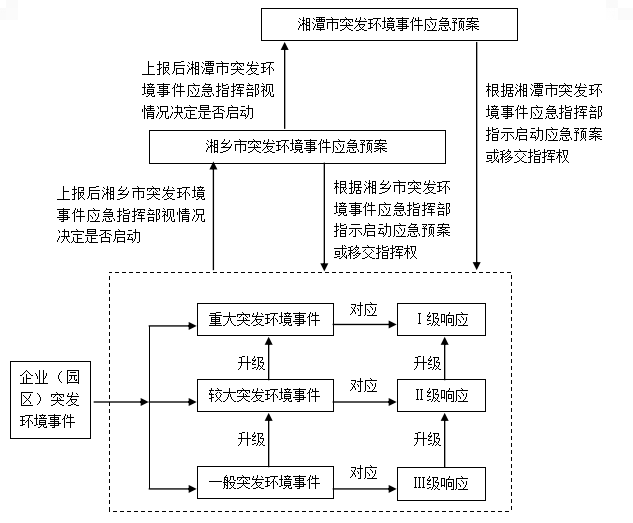 湘潭市突发环境事件应急预案
上报后湘潭市突发环
境事件应急指挥部视
情况决定是否启动
根据湘潭市突发环
境事件应急指挥部
指示启动应急预案
或移交指挥权
湘乡市突发环境事件应急预案
上报后湘乡市突发环境
事件应急指挥部视情况
决定是否启动
根据湘乡市突发环
境事件应急指挥部
指示启动应急预案
或移交指挥权
重大突发环境事件
对应
Ⅰ级响应
升级
升级
企业（园
区）突发
环境事件
较大突发环境事件
对应
Ⅱ级响应
升级
升级
一般突发环境事件
对应
Ⅲ级响应